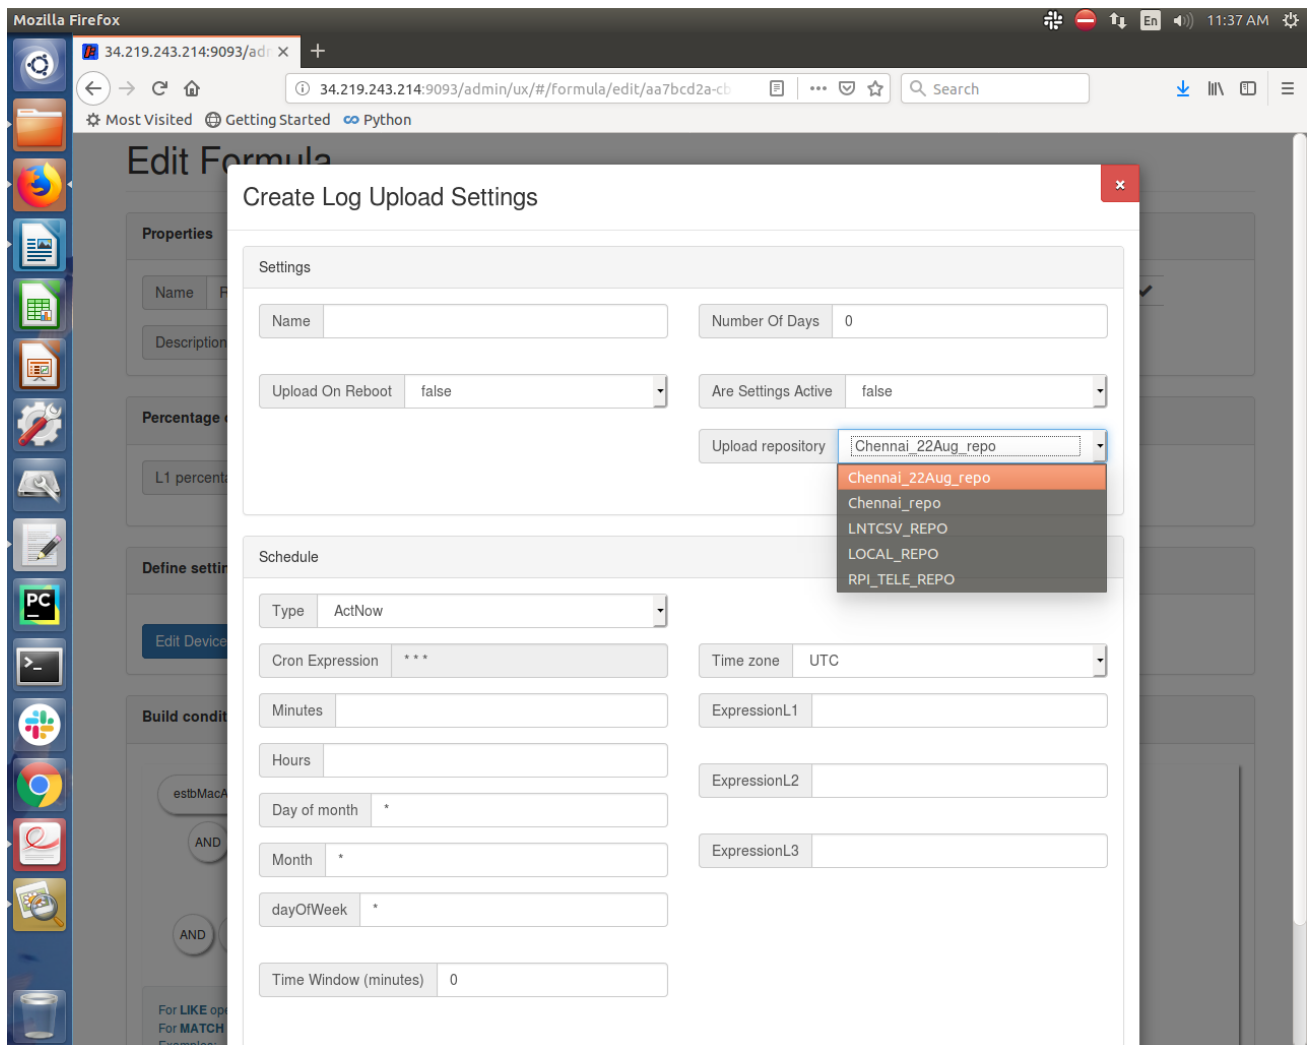 Mozilla Firefox
En
11:37 AM
34.219.243.214:9093/adr
34.219.243.214:9093/admin/ux/#/formula/edit/aa7bcd2a-cb
Search
Most Visited
Getting Started
Python
Edit Formula
Create Log Upload Settings
×
Properties
Settings
Name
Name
Number Of Days
0
Description
Upload On Reboot
false
Are Settings Active
false
Percentage
Upload repository
Chennai_22Aug_repo
L1 percent
Chennai_22Aug_repo
Chennai_repo
LNTCSV_REPO
LOCAL_REPO
RPI_TELE_REPO
Schedule
Define settin
Type
ActNow
PC
Edit Device
Cron Expression
* * *
Time zone
UTC
Build condit
Minutes
ExpressionL1
Hours
ExpressionL2
estbMacA
Day of month
*
AND
Month
*
ExpressionL3
dayOfWeek
*
AND
Time Window (minutes)
0
For LIKE ope
For MATCH
Examples: